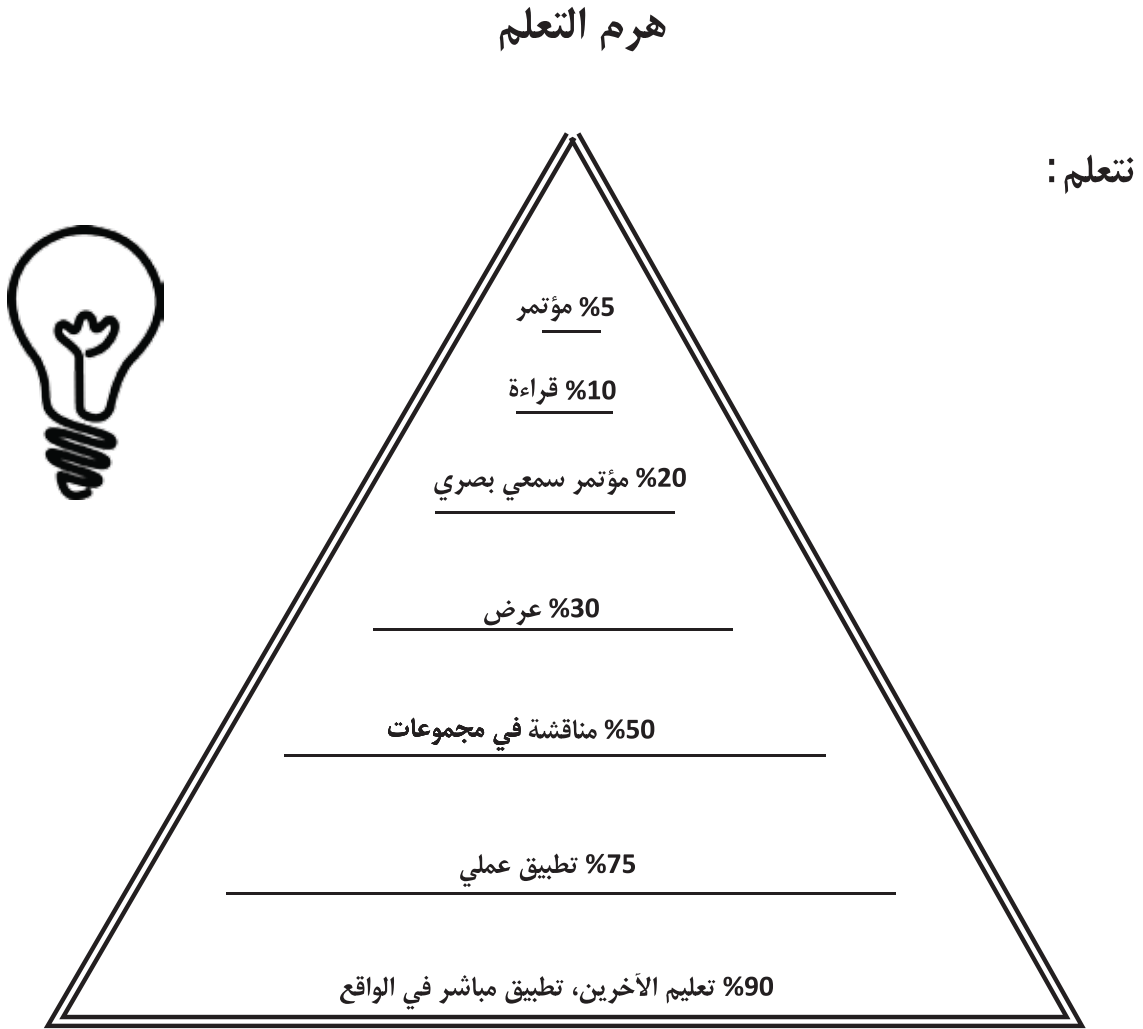 هرم التعلم
نتعلم :
%5 مؤتمر
%10 قراءة
%20 مؤتمر سمعي بصري
%30 عرض
%50 مناقشة في مجموعات
%75 تطبيق عملي
%90 تعليم الآخرين، تطبيق مباشر في الواقع